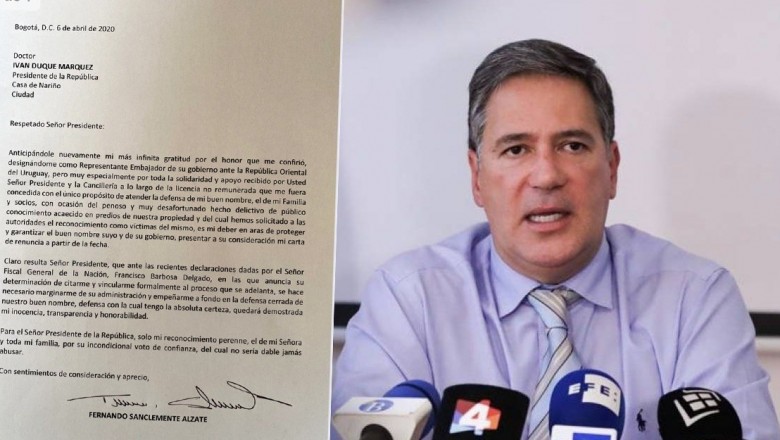 Bogotá, D.C. 6 de abril de 2020
Doctor
IVAN DUQUE MARQUEZ
Presidente de la República
Casa de Nariño
Ciudad
Respetado Señor Presidente:
Anticipándole nuevamente mi más infinita gratitud por el honor que me confirió,
designándome como Representante Embajador de su gobierno ante la República Oriental
del Uruguay, pero muy especialmente por toda la solidaridad y apoyo recibido por Usted
Señor Presidente y la Cancillería a lo largo de la licencia no remunerada que me fuera
concedida con el único propósito de atender la defensa de mi buen nombre, el de mi Familia
y socios, con ocasión del penoso y muy desafortunado hecho delictivo de público
conocimiento acaecido en predios de nuestra propiedad y del cual hemos solicitado a las
autoridades el reconocimiento como víctimas del mismo, es mi deber en aras de proteger
y garantizar el buen nombre suyo y de su gobierno, presentar a su consideración mi carta
de renuncia a partir de la fecha.
Claro resulta Señor Presidente, que ante las recientes declaraciones dadas por el Señor
Fiscal General de la Nación, Francisco Barbosa Delgado, en las que anuncia su
determinación de citarme y vincularme formalmente al proceso que se adelanta, se hace
necesario marginarme de su administración y empeñarme a fondo en la defensa cerrada de
nuestro buen nombre, defensa con la cual tengo la absoluta certeza, quedará demostrada
mi inocencia, transparencia y honorabilidad.
Para el Señor Presidente de la República, solo mi reconocimiento perenne, el de mi Señora
y toda mi familia, por su incondicional voto de confianza, del cual no sería dable jamás
abusar.
Con sentimientos de consideración y aprecio,
FERNANDO SANCLEMENTE ALZATE
B
4
EFE: